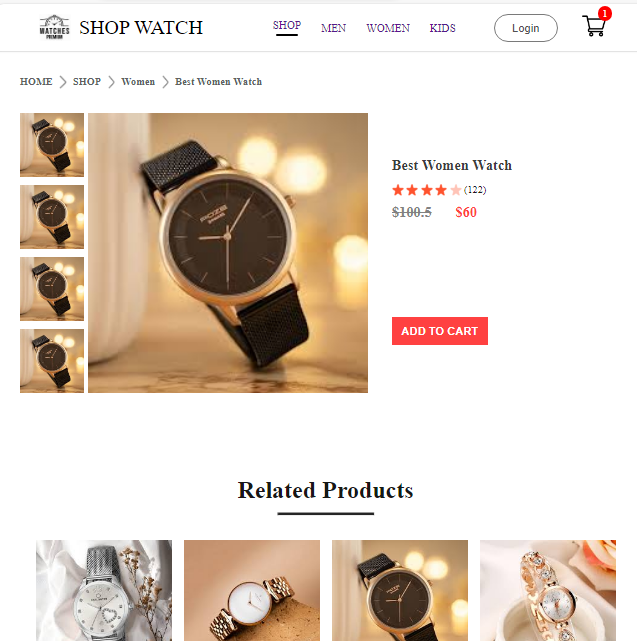 WATCHES
PREMIUM
SHOP WATCH
SHOP
MEN
WOMEN
KIDS
Login
1
HOME
SHOP
Women
Best Women Watch
Best Women Watch
(122)
$100.5 $60
ADD TO CART
Related Products